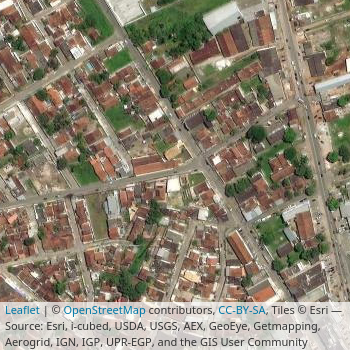 Leaflet | © OpenStreetMap contributors, CC-BY-SA, Tiles © Esri —
Source: Esri, i-cubed, USDA, USGS, AEX, GeoEye, Getmapping,
Aerogrid, IGN, IGP, UPR-EGP, and the GIS User Community